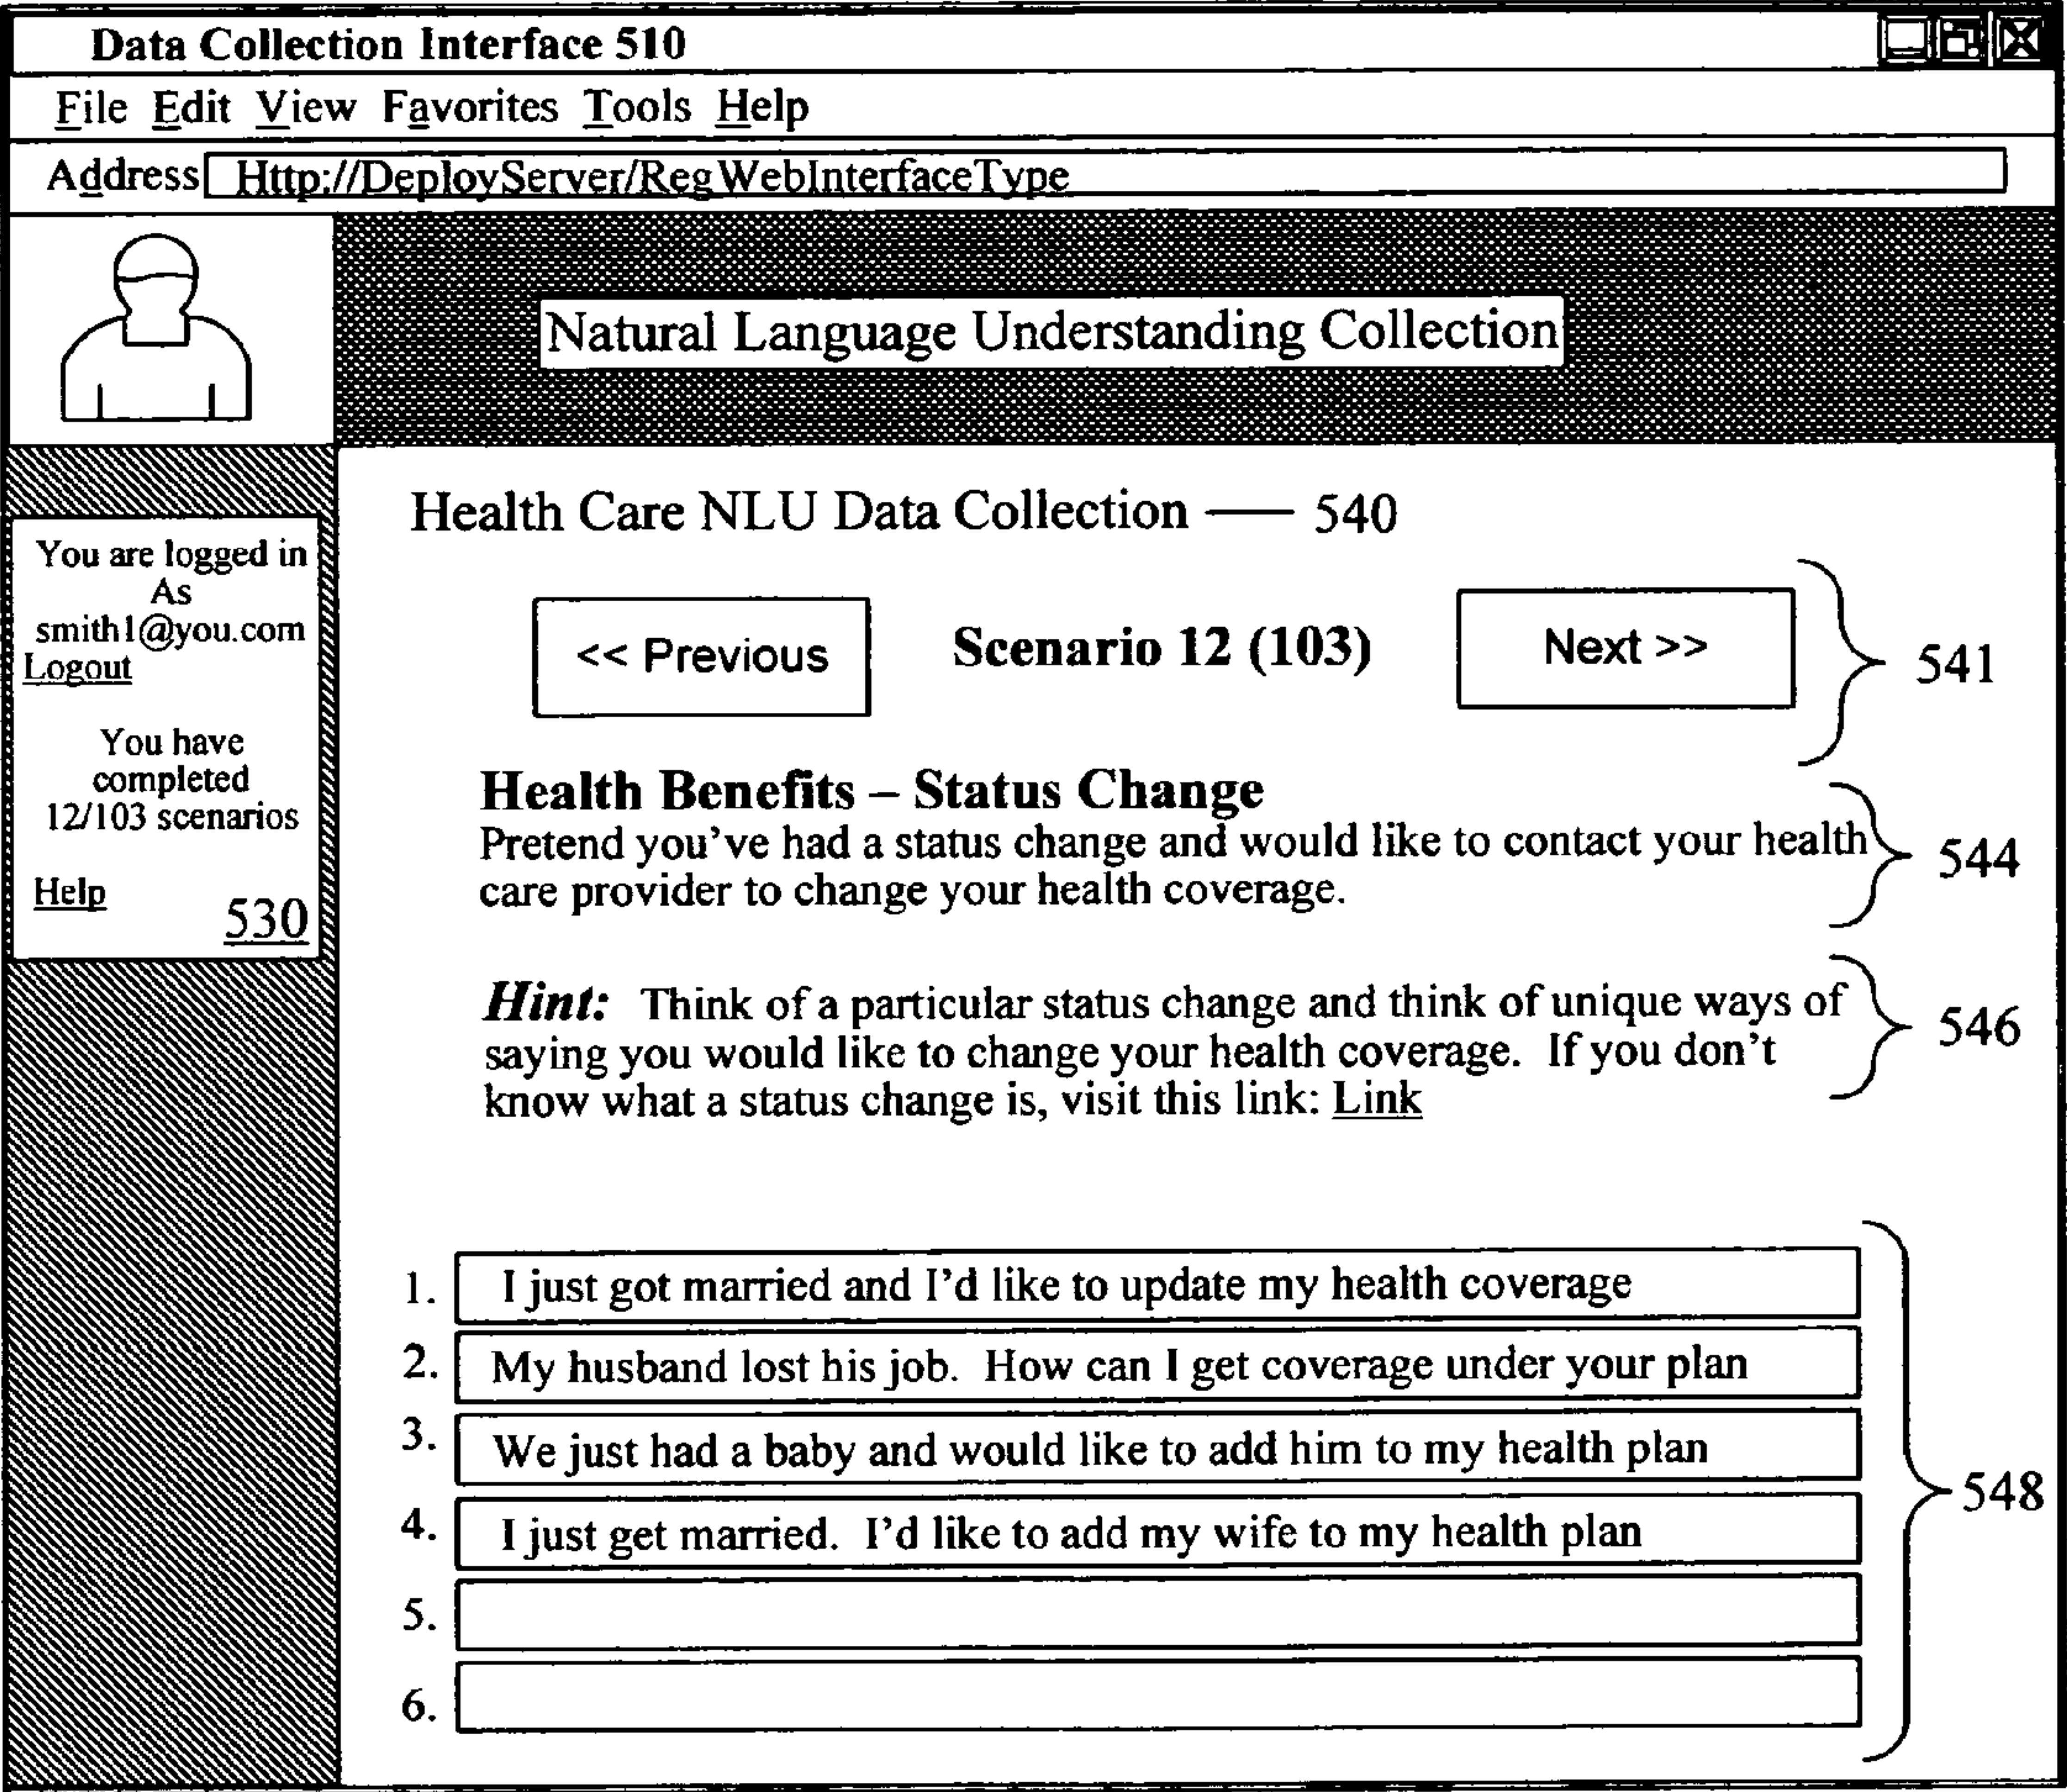 Data Collection Interface 510
File Edit View Favorites Tools Help
Address Http://DeployServer/RegWebInterfaceType
Natural Language Understanding Collection
You are logged in
As
smith1@you.com
Logout
You have
completed
12/103 scenarios
Help
530
Health Care NLU Data Collection — 540
<< Previous
Scenario 12 (103)
Next >>
541
Health Benefits – Status Change
Pretend you've had a status change and would like to contact your health
care provider to change your health coverage.
544
Hint: Think of a particular status change and think of unique ways of
saying you would like to change your health coverage. If you don't
know what a status change is, visit this link: Link
546
1. I just got married and I'd like to update my health coverage
2. My husband lost his job. How can I get coverage under your plan
3. We just had a baby and would like to add him to my health plan
4. I just get married. I'd like to add my wife to my health plan
5.
6.
548